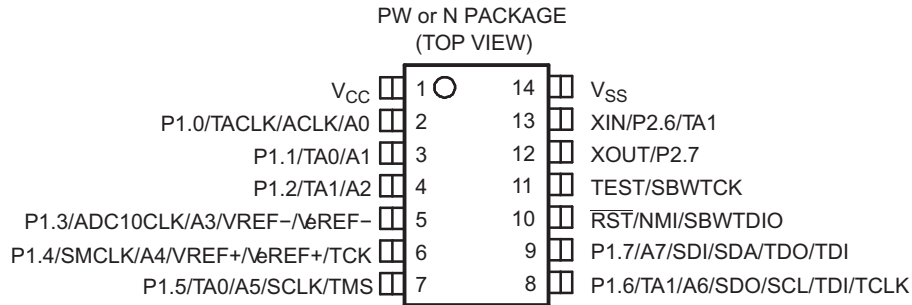 PW or N PACKAGE
(TOP VIEW)
VCC 1 14 VSS
P1.0/TACLK/ACLK/A0 2 13 XIN/P2.6/TA1
P1.1/TA0/A1 3 12 XOUT/P2.7
P1.2/TA1/A2 4 11 TEST/SBWTCK
P1.3/ADC10CLK/A3/VREF−/VeREF− 5 10 RST/NMI/SBWTDIO
P1.4/SMCLK/A4/VREF+/VeREF+/TCK 6 9 P1.7/A7/SDI/SDA/TDO/TDI
P1.5/TA0/A5/SCLK/TMS 7 8 P1.6/TA1/A6/SDO/SCL/TDI/TCLK